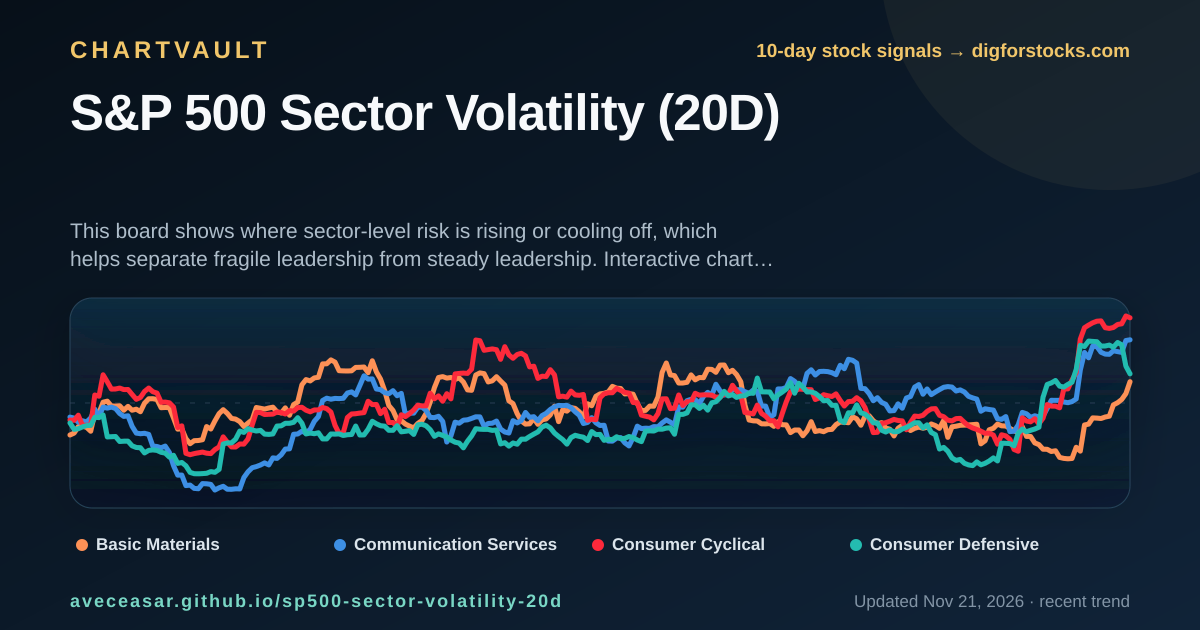 CHARTVAULT
10-day stock signals → digforstocks.com
S&P 500 Sector Volatility (20D)
This board shows where sector-level risk is rising or cooling off, which
helps separate fragile leadership from steady leadership. Interactive chart…
Basic Materials
Communication Services
Consumer Cyclical
Consumer Defensive
aveceasar.github.io/sp500-sector-volatility-20d
Updated Nov 21, 2026 · recent trend